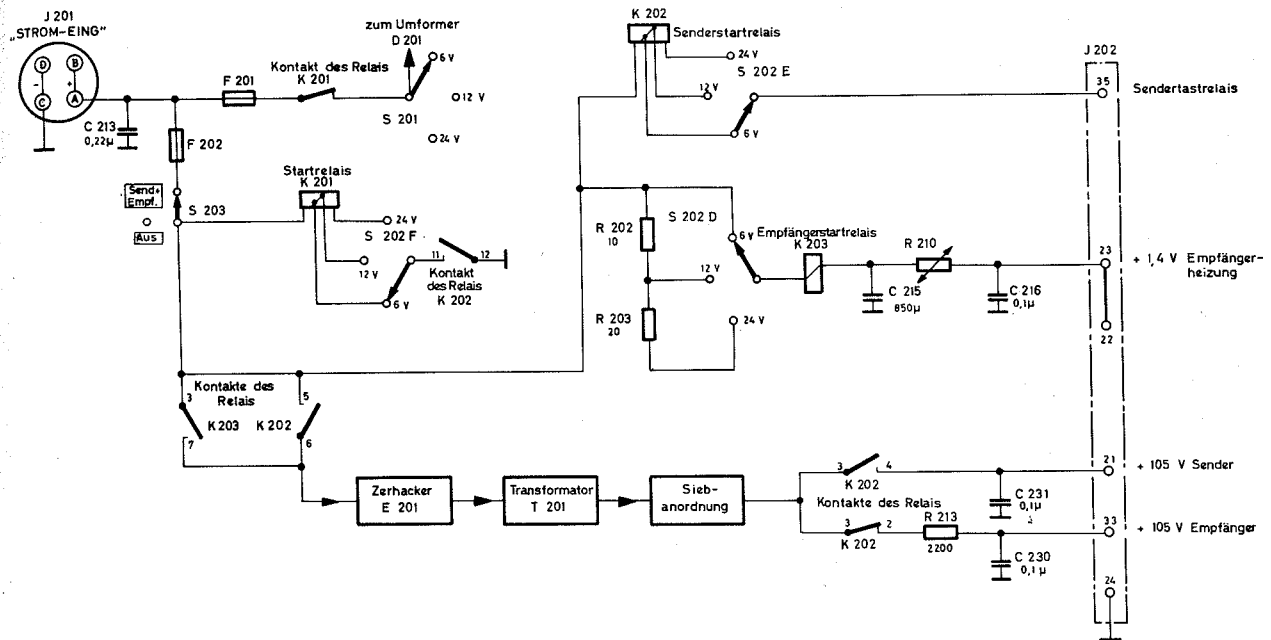 J 201
„STROM-EING"
D
B
-
+
C
A
C 213
0,22µ
F 201
F 202
Kontakt des Relais
K 201
zum Umformer
D 201
6 V
12 V
S 201
24 V
Send+
Empf.
S 203
Aus
Startrelais
K 201
24 V
S 202 F
12 V
6 V
11
12
Kontakt
des Relais
K 202
K 202
Senderstartrelais
24 V
S 202 E
12 V
6 V
J 202
35
Sendertastrelais
R 202
10
S 202 D
6 V
12 V
R 203
20
24 V
Empfängerstartrelais
K 203
R 210
C 215
850µ
C 216
0,1µ
23
+ 1,4 V Empfänger-
heizung
22
Kontakte des
Relais
3
K 203
7
5
K 202
6
Zerhacker
E 201
Transformator
T 201
Sieb-
anordnung
3
4
K 202
Kontakte des Relais
3
2
K 202
R 213
2200
C 231
0,1µ
C 230
0,1µ
21
+ 105 V Sender
33
+ 105 V Empfänger
24